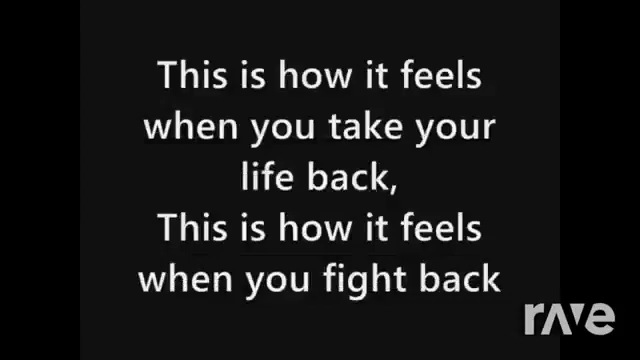 This is how it feels
when you take your
life back,
This is how it feels
when you fight back
rave